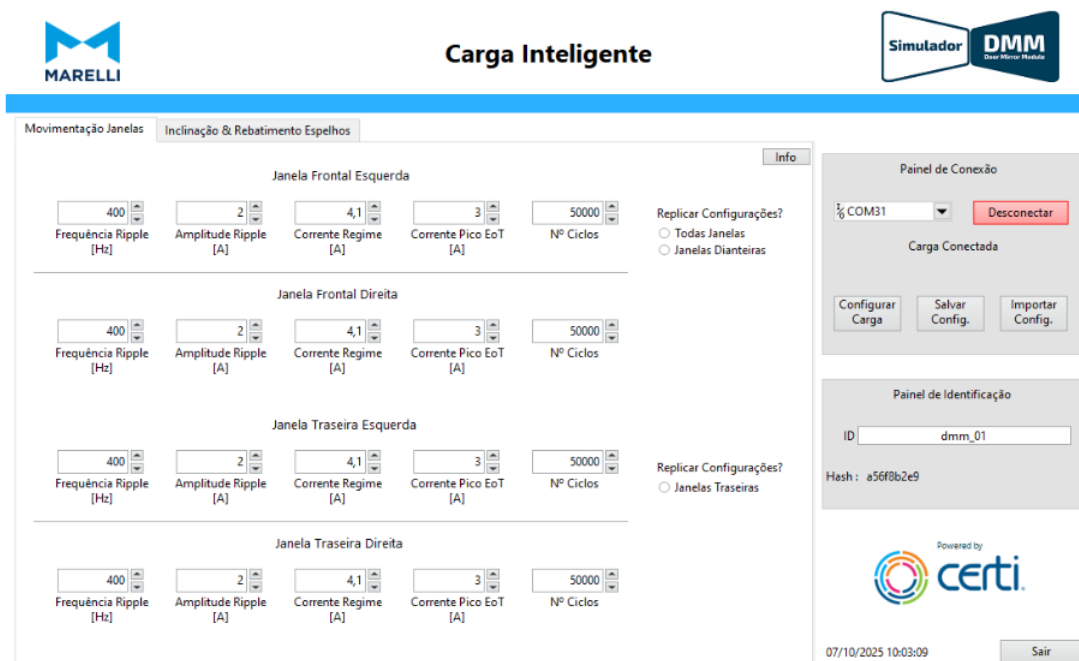 MARELLI
Carga Inteligente
Simulador DMM
Door Mirror Module
Movimentação Janelas
Inclinação & Rebatimento Espelhos
Info
Janela Frontal Esquerda
400 2 4,1 3 50000
Frequência Ripple [Hz]
Amplitude Ripple [A]
Corrente Regime [A]
Corrente Pico EoT [A]
Nº Ciclos
Replicar Configurações?
Todas Janelas
Janelas Dianteiras
Janela Frontal Direita
400 2 4,1 3 50000
Frequência Ripple [Hz]
Amplitude Ripple [A]
Corrente Regime [A]
Corrente Pico EoT [A]
Nº Ciclos
Janela Traseira Esquerda
400 2 4,1 3 50000
Frequência Ripple [Hz]
Amplitude Ripple [A]
Corrente Regime [A]
Corrente Pico EoT [A]
Nº Ciclos
Replicar Configurações?
Janelas Traseiras
Janela Traseira Direita
400 2 4,1 3 50000
Frequência Ripple [Hz]
Amplitude Ripple [A]
Corrente Regime [A]
Corrente Pico EoT [A]
Nº Ciclos
Painel de Conexão
COM31
Desconectar
Carga Conectada
Configurar Carga
Salvar Config.
Importar Config.
Painel de Identificação
ID dmm_01
Hash : a56f8b2e9
Powered by
certi.
07/10/2025 10:03:09
Sair